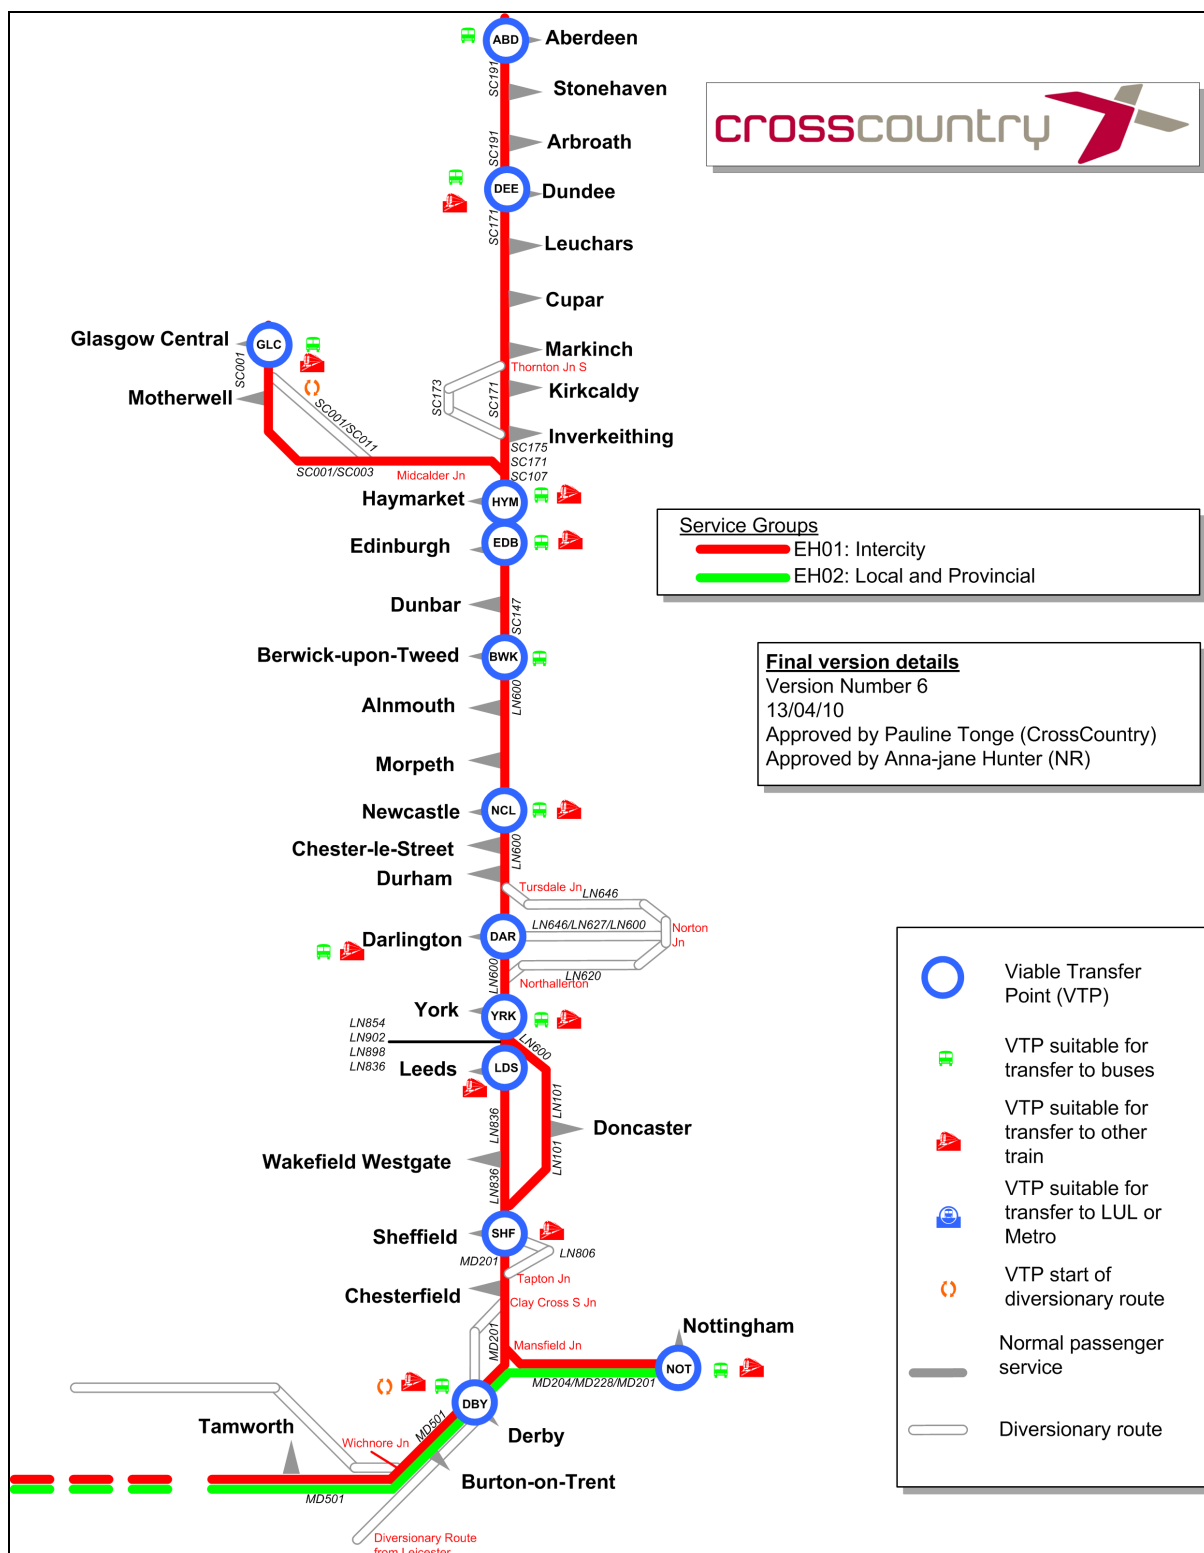 ABD
Aberdeen
SC191
Stonehaven
crosscountry
SC191
Arbroath
DEE
Dundee
SC171
Leuchars
Cupar
Glasgow Central
GLC
SC001
Markinch
Thornton Jn S
Motherwell
SC001/SC011
SC173
SC171
Kirkcaldy
Inverkeithing
SC175
SC171
SC107
SC001/SC003
Midcalder Jn
Haymarket
HYM
Edinburgh
EDB
Service Groups
EH01: Intercity
EH02: Local and Provincial
Dunbar
SC147
Berwick-upon-Tweed
BWK
LN600
Final version details
Version Number 6
13/04/10
Approved by Pauline Tonge (CrossCountry)
Approved by Anna-jane Hunter (NR)
Alnmouth
Morpeth
Newcastle
NCL
Chester-le-Street
LN600
Durham
Tursdale Jn
LN646
Darlington
DAR
LN646/LN627/LN600
Norton
Jn
LN600
LN620
Northallerton
York
YRK
LN854
LN902
LN898
LN836
LN600
Leeds
LDS
LN836
LN101
Doncaster
Wakefield Westgate
LN836
LN101
Sheffield
SHF
MD201
LN806
Tapton Jn
Chesterfield
Clay Cross S Jn
MD201
Mansfield Jn
Nottingham
NOT
MD204/MD228/MD201
DBY
Derby
MD501
Tamworth
Wichnore Jn
Burton-on-Trent
MD501
Diversionary Route
from Leicester
Viable Transfer
Point (VTP)
VTP suitable for
transfer to buses
VTP suitable for
transfer to other
train
VTP suitable for
transfer to LUL or
Metro
VTP start of
diversionary route
Normal passenger
service
Diversionary route